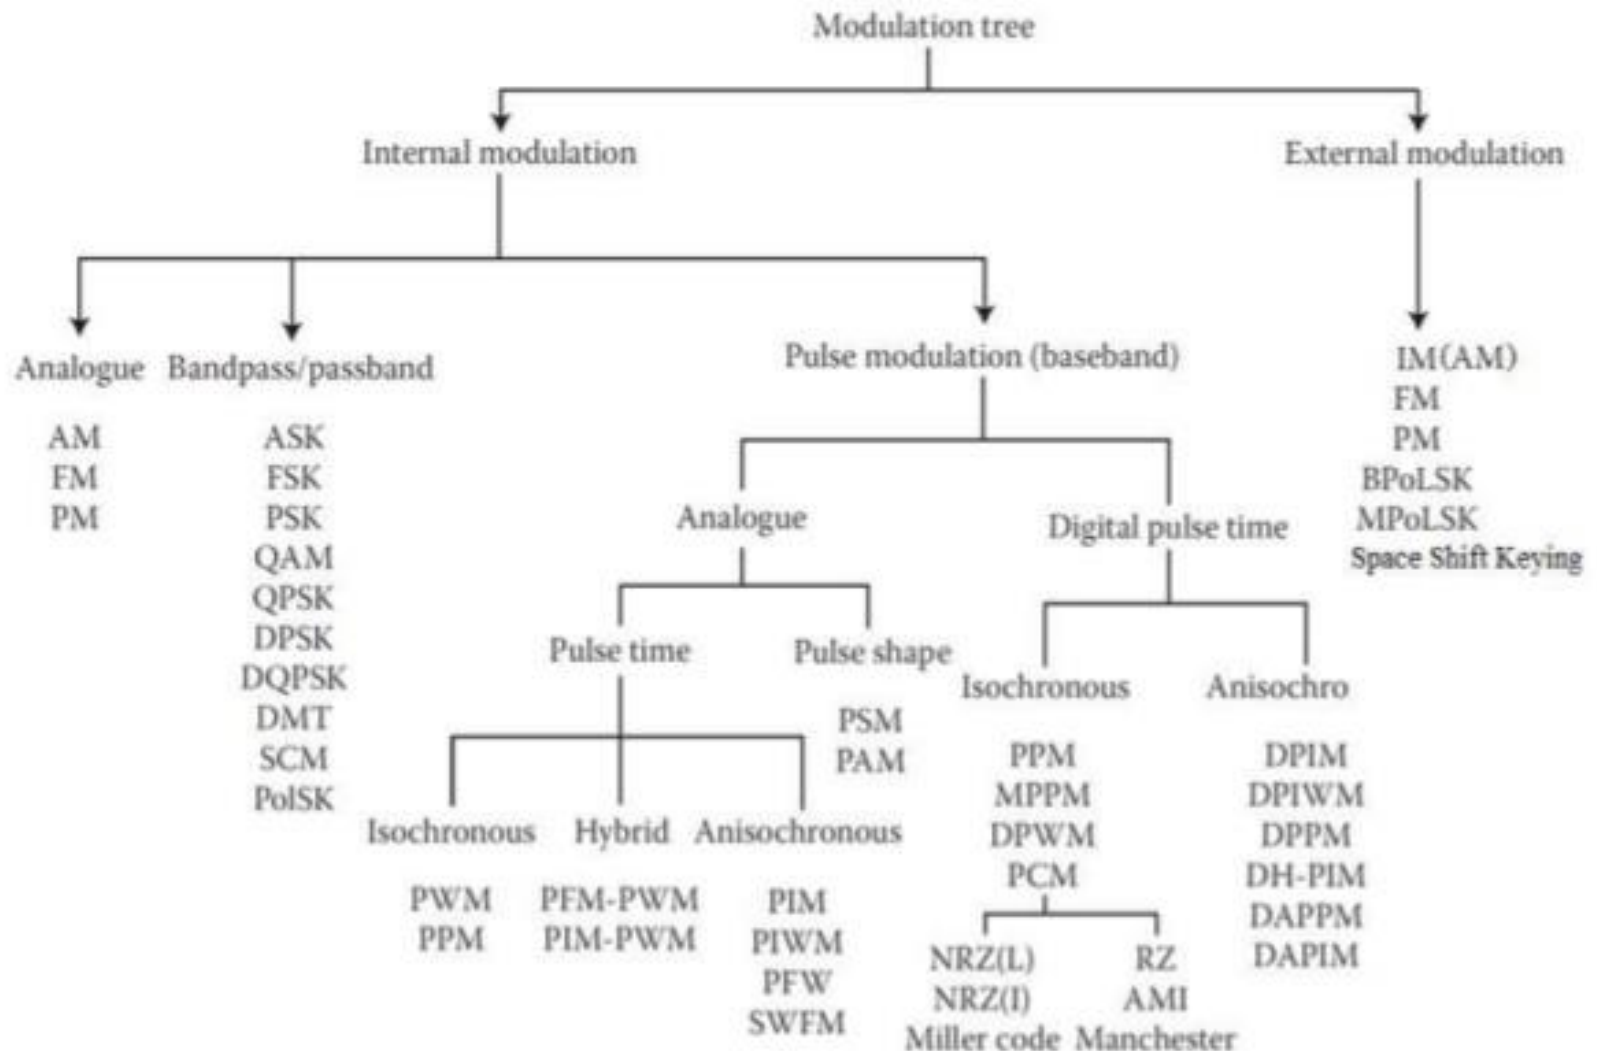 Modulation tree
Internal modulation
External modulation
Analogue
AM
FM
PM
Bandpass/passband
ASK
FSK
PSK
QAM
QPSK
DPSK
DQPSK
DMT
SCM
PolSK
Pulse modulation (baseband)
Analogue
Pulse time
Isochronous
PWM
PPM
Hybrid
PFM-PWM
PIM-PWM
Anisochronous
PIM
PIWM
PFW
SWFM
Pulse shape
PSM
PAM
Digital pulse time
Isochronous
PPM
MPPM
DPWM
PCM
NRZ(L)
NRZ(I)
Miller code
RZ
AMI
Manchester
Anisochro
DPIM
DPIWM
DPPM
DH-PIM
DAPPM
DAPIM
IM(AM)
FM
PM
BPoLSK
MPoLSK
Space Shift Keying